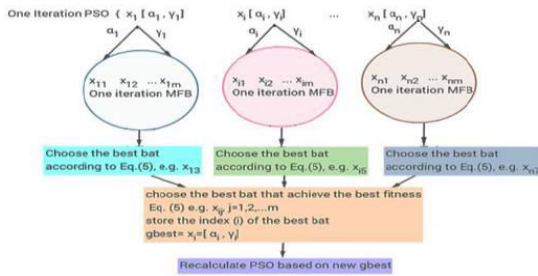 One Iteration PSO ( x1 [ α1 , γ1]
xi [ αi , γi]
...
xn [ αn , γn]
α1
γ1
αi
γi
αn
γn
x11 x12 ... x1m
One iteration MFB
xi1 xi2 ... xim
One iteration MFB
xn1 xn2 ... xnm
One iteration MFB
Choose the best bat
according to Eq.(5), e.g. x13
Choose the best bat
according to Eq.(5), e.g. xi5
Choose the best bat
according to Eq.(5), e.g. xn7
choose the best bat that achieve the best fitness
Eq. (5) e.g. xij, j=1,2,...m
store the index (i) of the best bat
gbest= xi=[ αi , γi]
Recalculate PSO based on new gbest